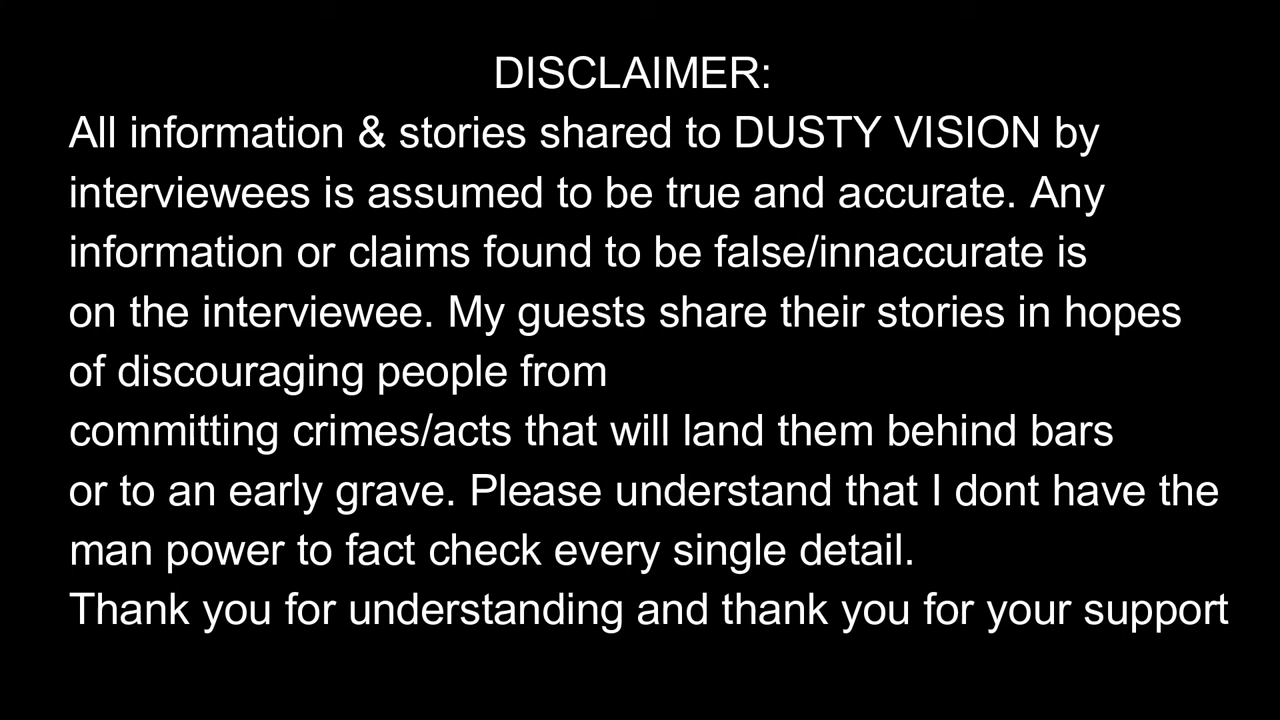 DISCLAIMER:
All information & stories shared to DUSTY VISION by
interviewees is assumed to be true and accurate. Any
information or claims found to be false/innaccurate is
on the interviewee. My guests share their stories in hopes
of discouraging people from
committing crimes/acts that will land them behind bars
or to an early grave. Please understand that I dont have the
man power to fact check every single detail.
Thank you for understanding and thank you for your support